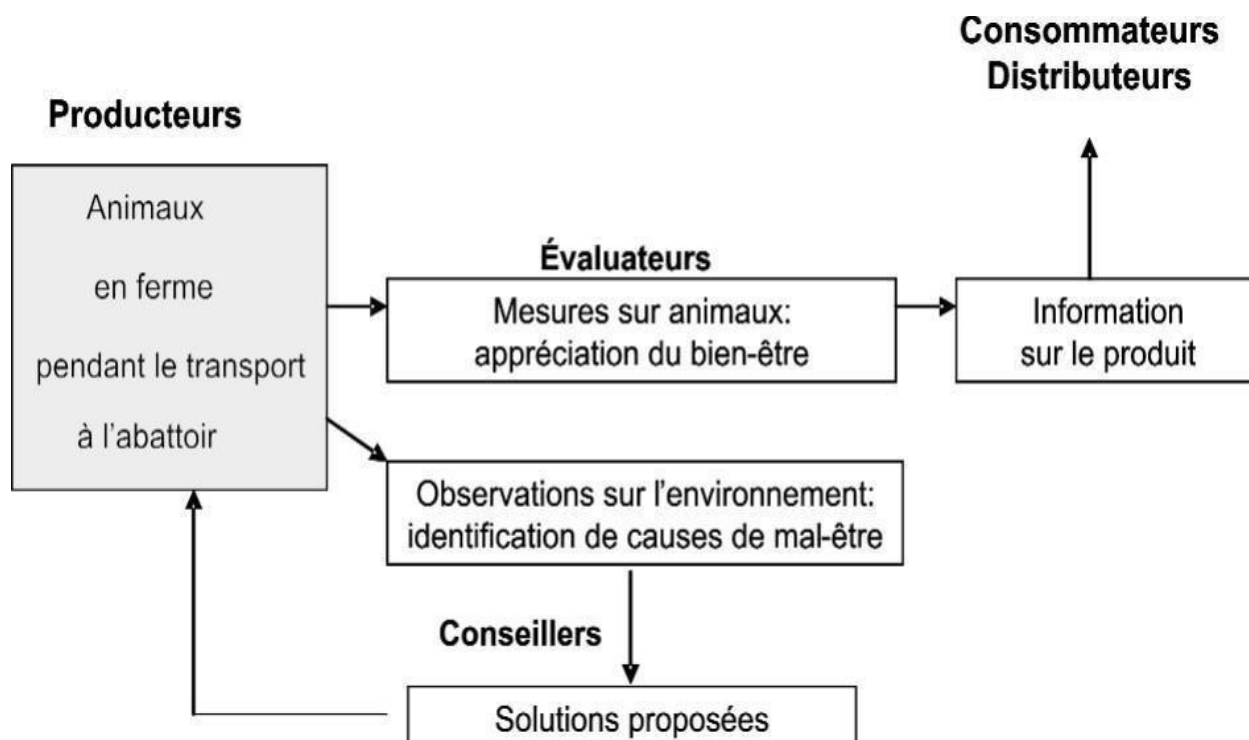 Consommateurs
Distributeurs
Producteurs
Animaux
en ferme
pendant le transport
à l’abattoir
Évaluateurs
Mesures sur animaux:
appréciation du bien-être
Information
sur le produit
Observations sur l’environnement:
identification de causes de mal-être
Conseillers
Solutions proposées